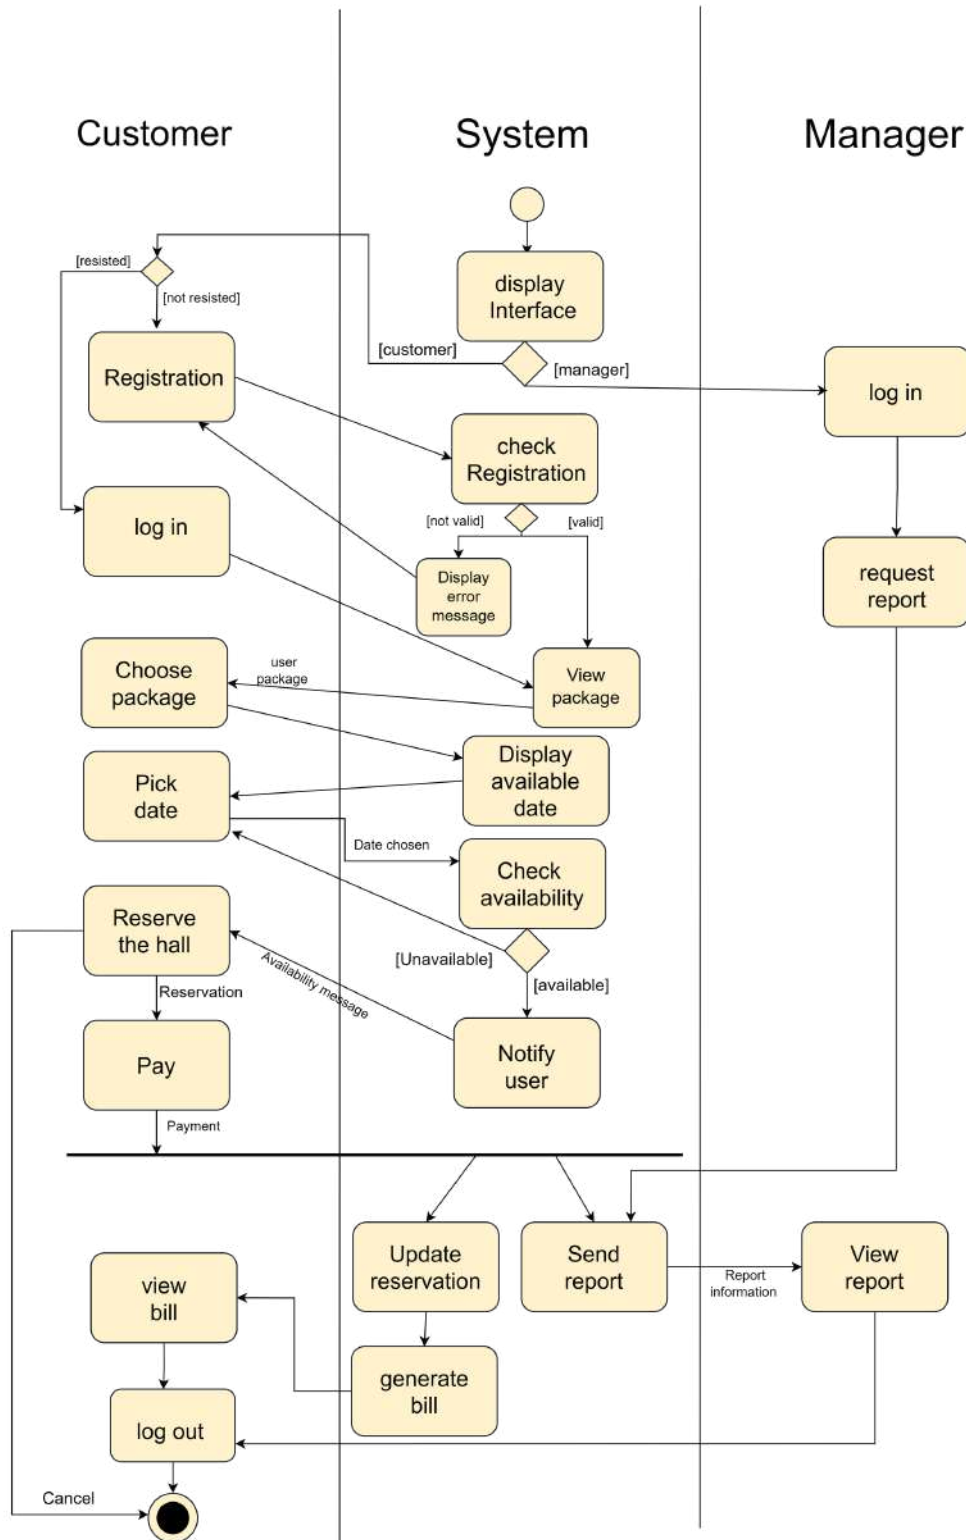 Customer
System
Manager
[resisted]
[not resisted]
display
Interface
[customer]
[manager]
Registration
log in
check
Registration
[not valid]
[valid]
log in
Display
error
message
request
report
Choose
package
user
package
View
package
Display
available
date
Pick
date
Date chosen
Check
availability
Reserve
the hall
[Unavailable]
[available]
Availability message
Reservation
Notify
user
Pay
Payment
Update
reservation
Send
report
View
report
Report
information
view
bill
generate
bill
log out
Cancel